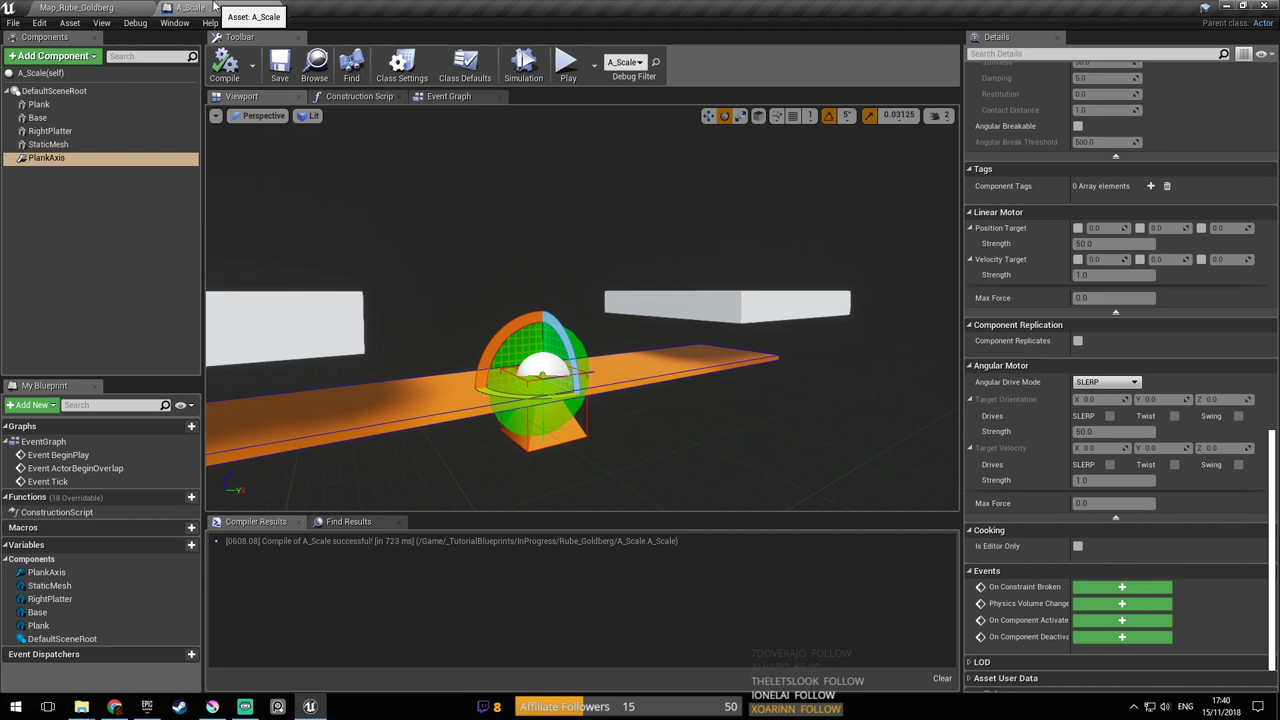 Map_Rube_Goldberg
A_Scale
File
Edit
Asset
View
Debug
Window
Help
Asset: A_Scale
Parent class: Actor
Components
Add Component
Search
A_Scale(self)
DefaultSceneRoot
Plank
Base
RightPlatter
StaticMesh
PlankAxis
Toolbar
Compile
Save
Browse
Find
Class Settings
Class Defaults
Simulation
Play
A_Scale
Debug Filter
Viewport
Construction Scrip
Event Graph
Perspective
Lit
1
5°
0.03125
2
My Blueprint
Add New
Search
Graphs
EventGraph
Event BeginPlay
Event ActorBeginOverlap
Event Tick
Functions (18 Overridable)
ConstructionScript
Macros
Variables
Components
PlankAxis
StaticMesh
RightPlatter
Base
Plank
DefaultSceneRoot
Event Dispatchers
Compiler Results
Find Results
[0608.08] Compile of A_Scale successful! [in 723 ms] (/Game/_TutorialBlueprints/InProgress/Rube_Goldberg/A_Scale.A_Scale)
Clear
Details
Search Details
Damping 5.0
Restitution 0.0
Contact Distance 1.0
Angular Breakable
Angular Break Threshold 500.0
Tags
Component Tags 0 Array elements
Linear Motor
Position Target 0.0 0.0 0.0
Strength 50.0
Velocity Target 0.0 0.0 0.0
Strength 1.0
Max Force 0.0
Component Replication
Component Replicates
Angular Motor
Angular Drive Mode SLERP
Target Orientation X 0.0 Y 0.0 Z 0.0
Drives SLERP Twist Swing
Strength 50.0
Target Velocity X 0.0 Y 0.0 Z 0.0
Drives SLERP Twist Swing
Strength 1.0
Max Force 0.0
Cooking
Is Editor Only
Events
On Constraint Broken
Physics Volume Change
On Component Activate
On Component Deactiva
LOD
Asset User Data
7DOVERAJO FOLLOW
THELETSLOOK FOLLOW
IONELAI FOLLOW
XOARINN FOLLOW
8
Affiliate Followers 15 50
17:40
15/11/2018